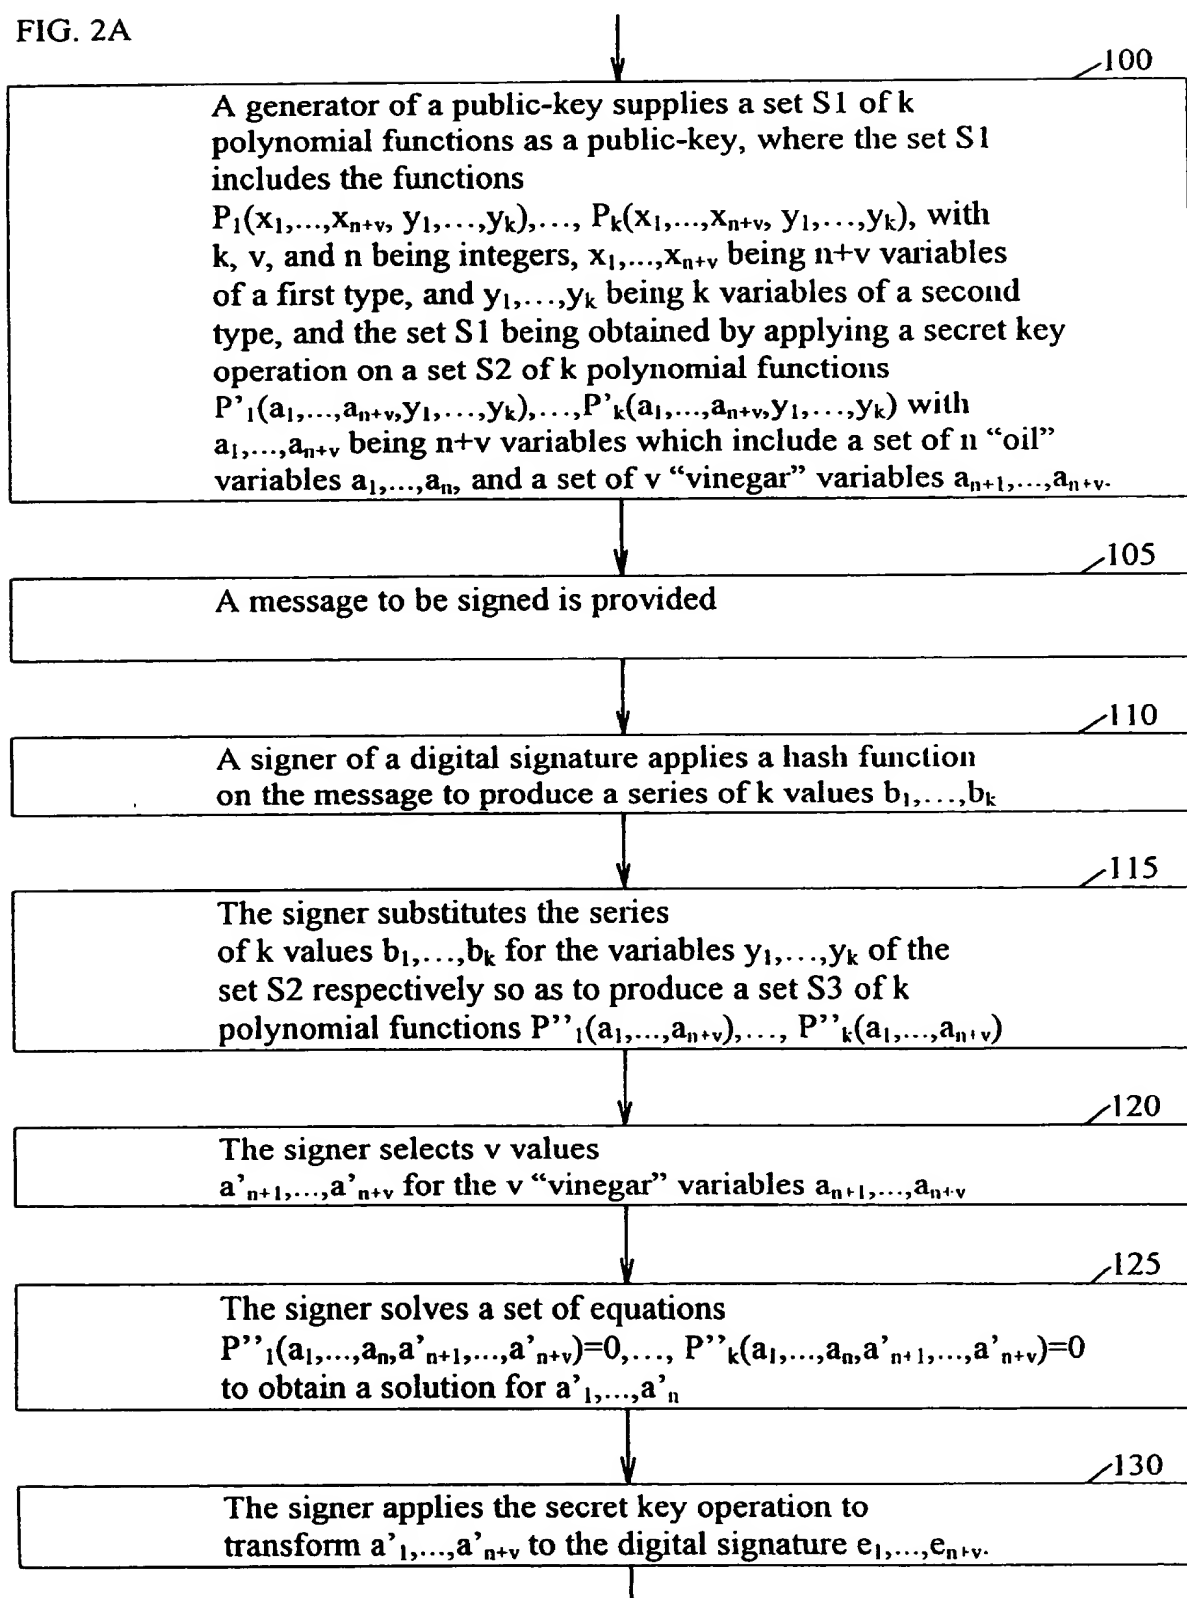 FIG. 2A
100
A generator of a public-key supplies a set S1 of k
polynomial functions as a public-key, where the set S1
includes the functions
P₁(x₁,...,xₙ₊ᵥ, y₁,...,yₖ),..., Pₖ(x₁,...,xₙ₊ᵥ, y₁,...,yₖ), with
k, v, and n being integers, x₁,...,xₙ₊ᵥ being n+v variables
of a first type, and y₁,...,yₖ being k variables of a second
type, and the set S1 being obtained by applying a secret key
operation on a set S2 of k polynomial functions
P’₁(a₁,...,aₙ₊ᵥ,y₁,...,yₖ),...,P’ₖ(a₁,...,aₙ₊ᵥ,y₁,...,yₖ) with
a₁,...,aₙ₊ᵥ being n+v variables which include a set of n “oil”
variables a₁,...,aₙ, and a set of v “vinegar” variables aₙ₊₁,...,aₙ₊ᵥ.
105
A message to be signed is provided
110
A signer of a digital signature applies a hash function
on the message to produce a series of k values b₁,...,bₖ
115
The signer substitutes the series
of k values b₁,...,bₖ for the variables y₁,...,yₖ of the
set S2 respectively so as to produce a set S3 of k
polynomial functions P’’₁(a₁,...,aₙ₊ᵥ),..., P’’ₖ(a₁,...,aₙ₊ᵥ)
120
The signer selects v values
a’ₙ₊₁,...,a’ₙ₊ᵥ for the v “vinegar” variables aₙ₊₁,...,aₙ₊ᵥ
125
The signer solves a set of equations
P’’₁(a₁,...,aₙ,a’ₙ₊₁,...,a’ₙ₊ᵥ)=0,..., P’’ₖ(a₁,...,aₙ,a’ₙ₊₁,...,a’ₙ₊ᵥ)=0
to obtain a solution for a’₁,...,a’ₙ
130
The signer applies the secret key operation to
transform a’₁,...,a’ₙ₊ᵥ to the digital signature e₁,...,eₙ₊ᵥ.